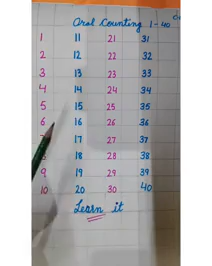 Oral Counting 1-40
1 11 21 31
2 12 22 32
3 13 23 33
4 14 24 34
5 15 25 35
6 16 26 36
7 17 27 37
8 18 28 38
9 19 29 39
10 20 30 40
Learn it